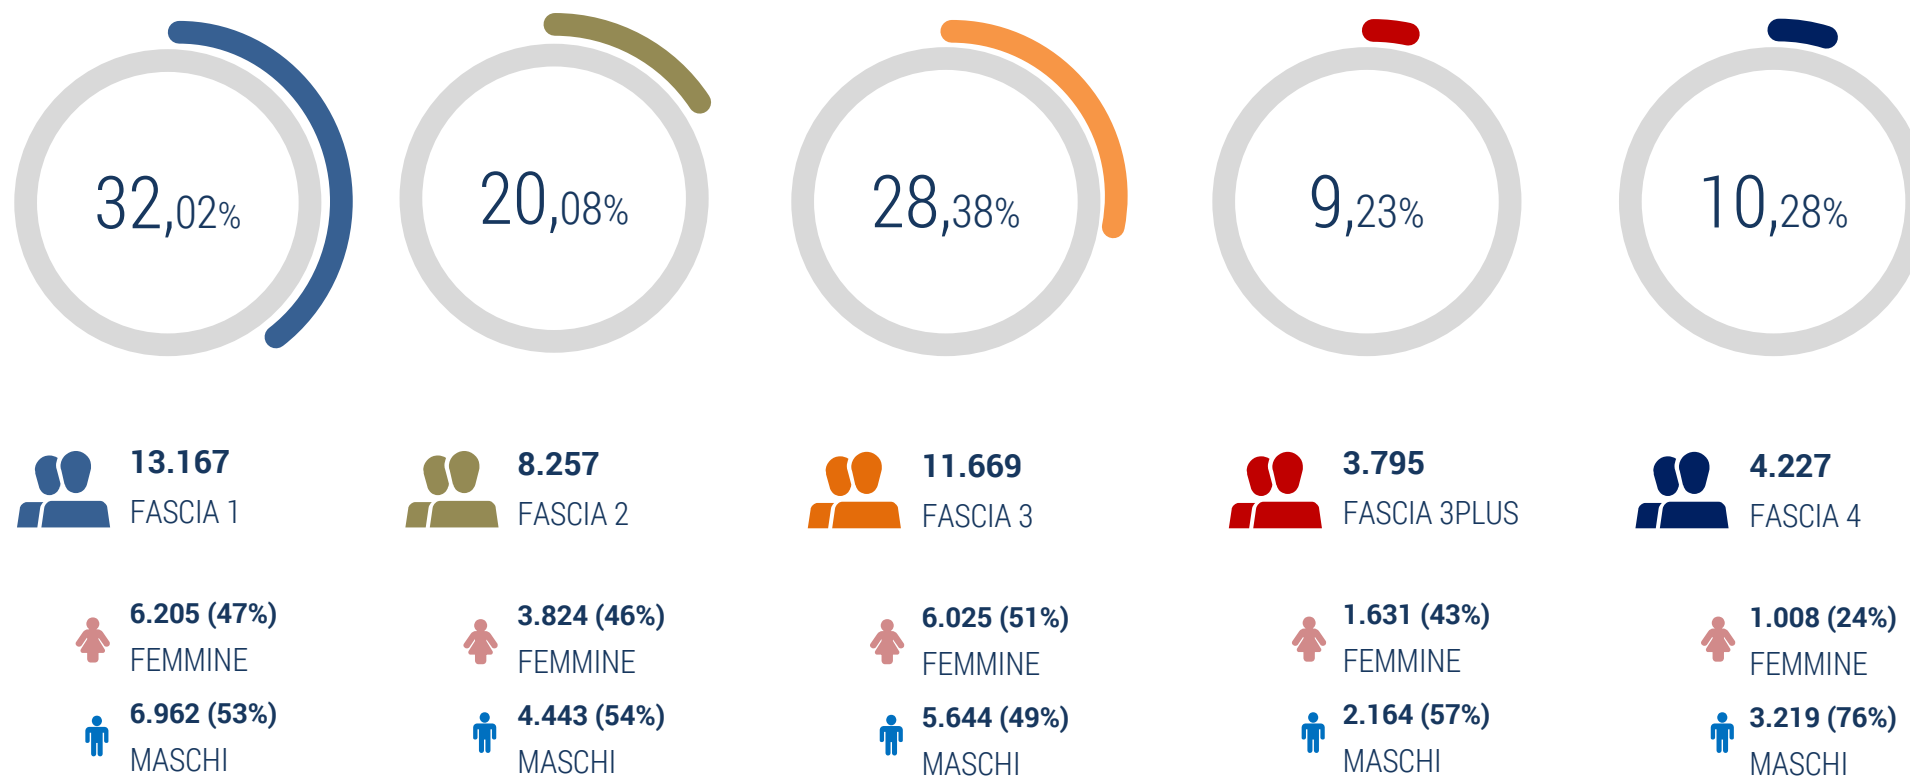 32,02%
20,08%
28,38%
9,23%
10,28%
13.167
FASCIA 1
8.257
FASCIA 2
11.669
FASCIA 3
3.795
FASCIA 3PLUS
4.227
FASCIA 4
6.205 (47%)
FEMMINE
3.824 (46%)
FEMMINE
6.025 (51%)
FEMMINE
1.631 (43%)
FEMMINE
1.008 (24%)
FEMMINE
6.962 (53%)
MASCHI
4.443 (54%)
MASCHI
5.644 (49%)
MASCHI
2.164 (57%)
MASCHI
3.219 (76%)
MASCHI